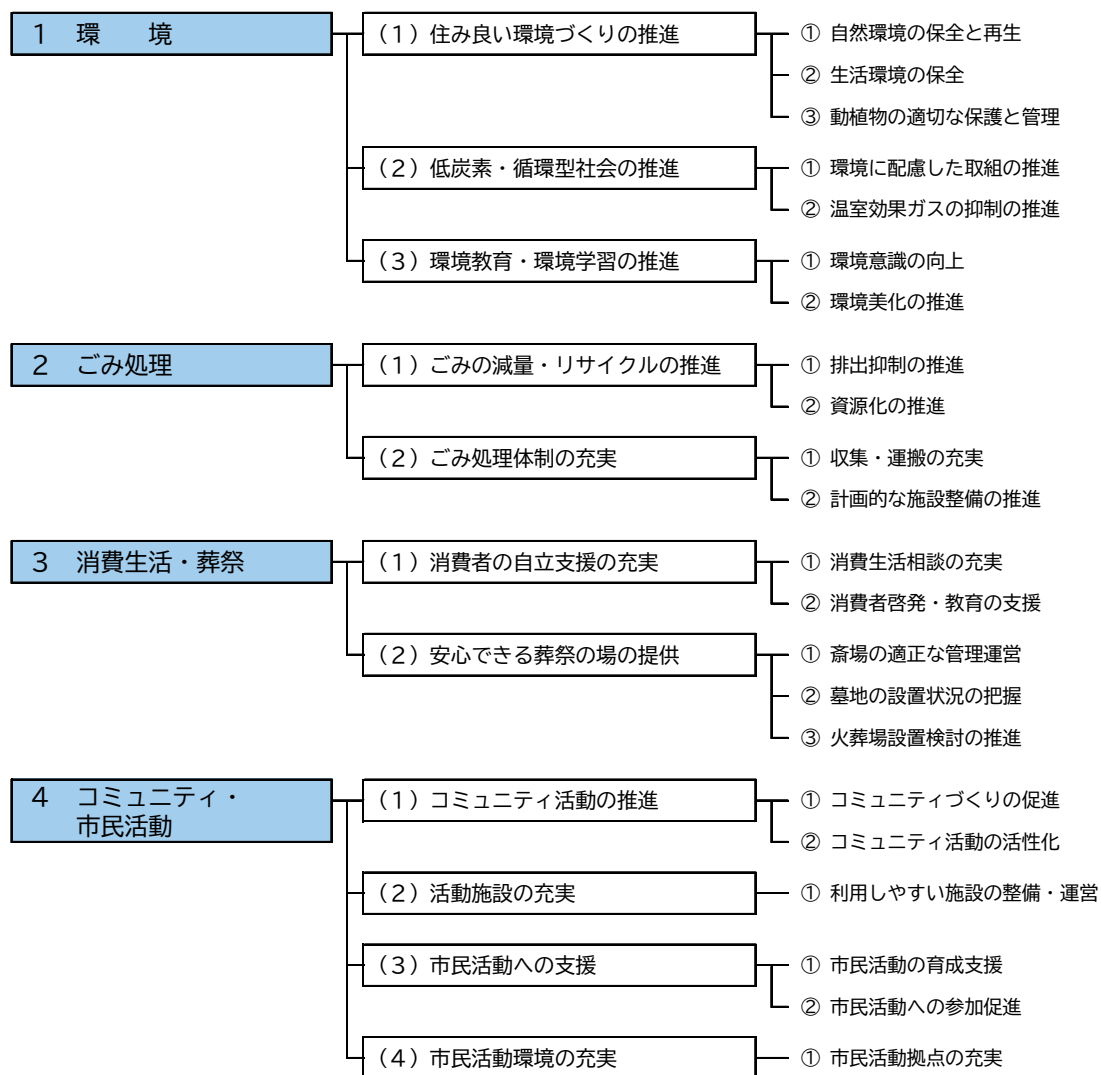 1 環 境
(1)住み良い環境づくりの推進
① 自然環境の保全と再生
② 生活環境の保全
③ 動植物の適切な保護と管理
(2)低炭素・循環型社会の推進
① 環境に配慮した取組の推進
② 温室効果ガスの抑制の推進
(3)環境教育・環境学習の推進
① 環境意識の向上
② 環境美化の推進
2 ごみ処理
(1)ごみの減量・リサイクルの推進
① 排出抑制の推進
② 資源化の推進
(2)ごみ処理体制の充実
① 収集・運搬の充実
② 計画的な施設整備の推進
3 消費生活・葬祭
(1)消費者の自立支援の充実
① 消費生活相談の充実
② 消費者啓発・教育の支援
(2)安心できる葬祭の場の提供
① 斎場の適正な管理運営
② 墓地の設置状況の把握
③ 火葬場設置検討の推進
4 コミュニティ・
市民活動
(1)コミュニティ活動の推進
① コミュニティづくりの促進
② コミュニティ活動の活性化
(2)活動施設の充実
① 利用しやすい施設の整備・運営
(3)市民活動への支援
① 市民活動の育成支援
② 市民活動への参加促進
(4)市民活動環境の充実
① 市民活動拠点の充実